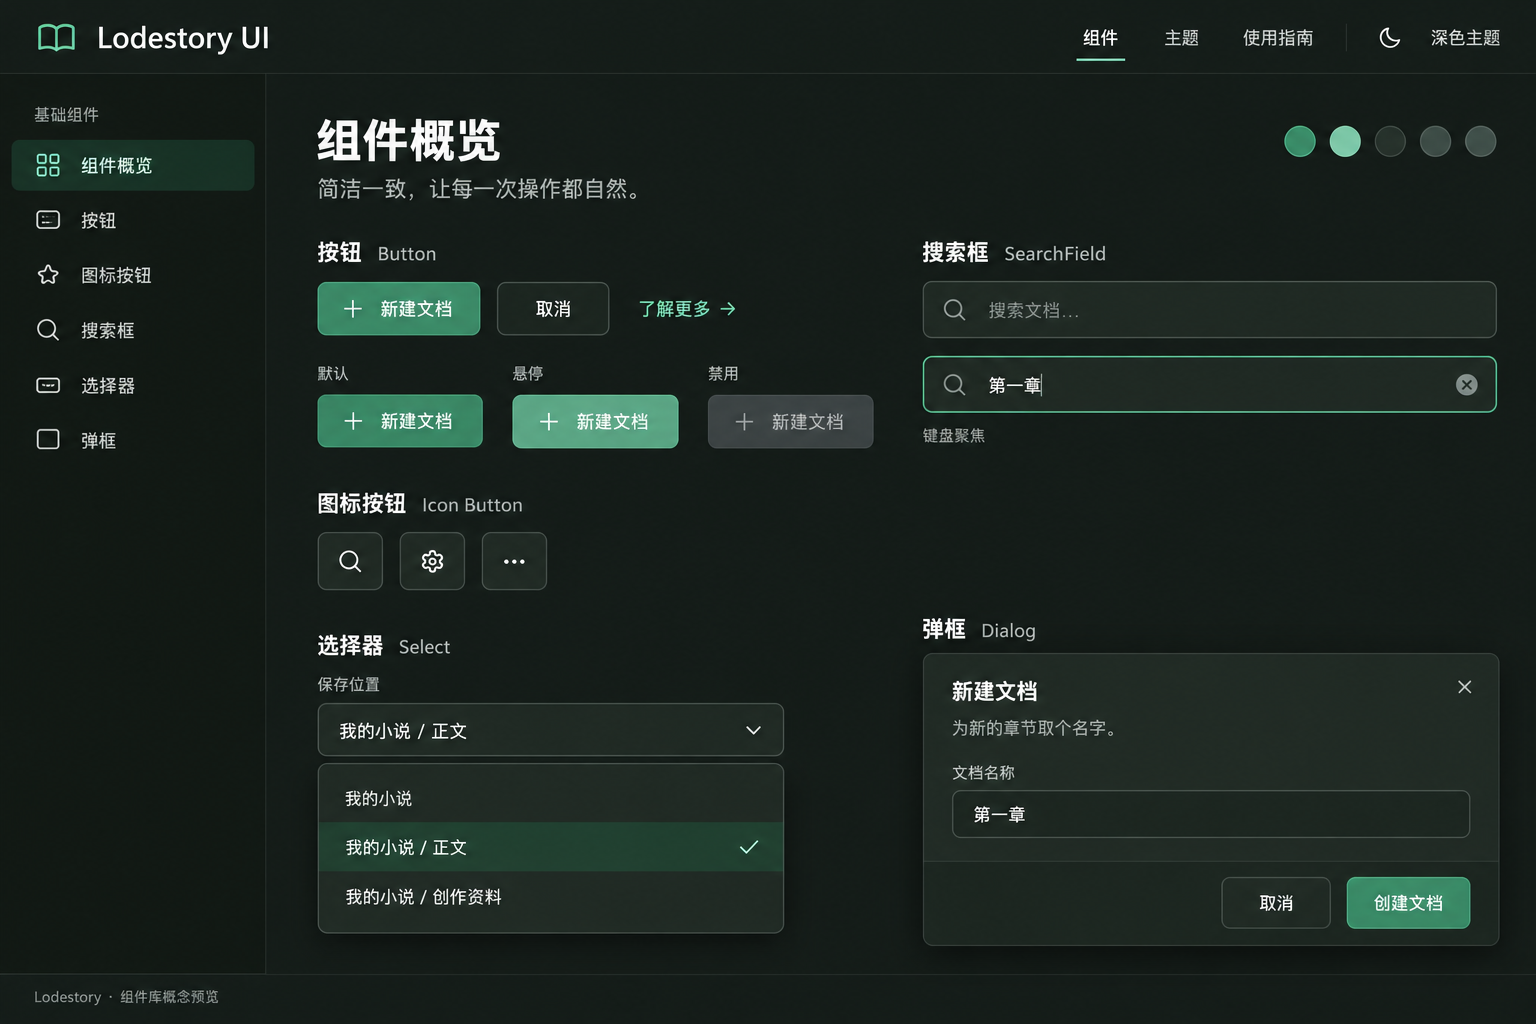 Lodestory UI
组件
主题
使用指南
深色主题
基础组件
组件概览
按钮
图标按钮
搜索框
选择器
弹框
组件概览
简洁一致，让每一次操作都自然。
按钮 Button
新建文档
取消
了解更多 →
默认
悬停
禁用
新建文档
新建文档
新建文档
图标按钮 Icon Button
选择器 Select
保存位置
我的小说 / 正文
我的小说
我的小说 / 正文
我的小说 / 创作资料
搜索框 SearchField
搜索文档...
第一章
键盘聚焦
弹框 Dialog
新建文档
为新的章节取个名字。
文档名称
第一章
取消
创建文档
Lodestory · 组件库概念预览